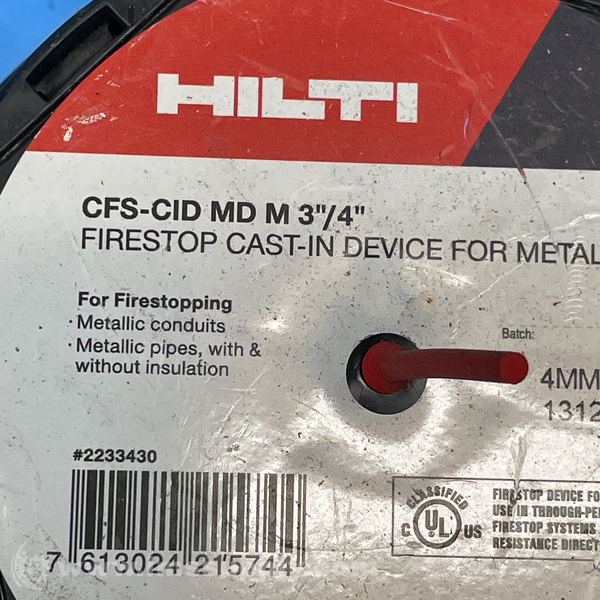 HILTI
CFS-CID MD M 3"/4"
FIRESTOP CAST-IN DEVICE FOR METAL
For Firestopping
· Metallic conduits
· Metallic pipes, with &
without insulation
Batch:
4MM
1312
#2233430
7 613024 215744
CLASSIFIED
C UL US
FIRESTOP DEVICE FO
USE IN THROUGH-PE
FIRESTOP SYSTEMS
RESISTANCE DIRECT